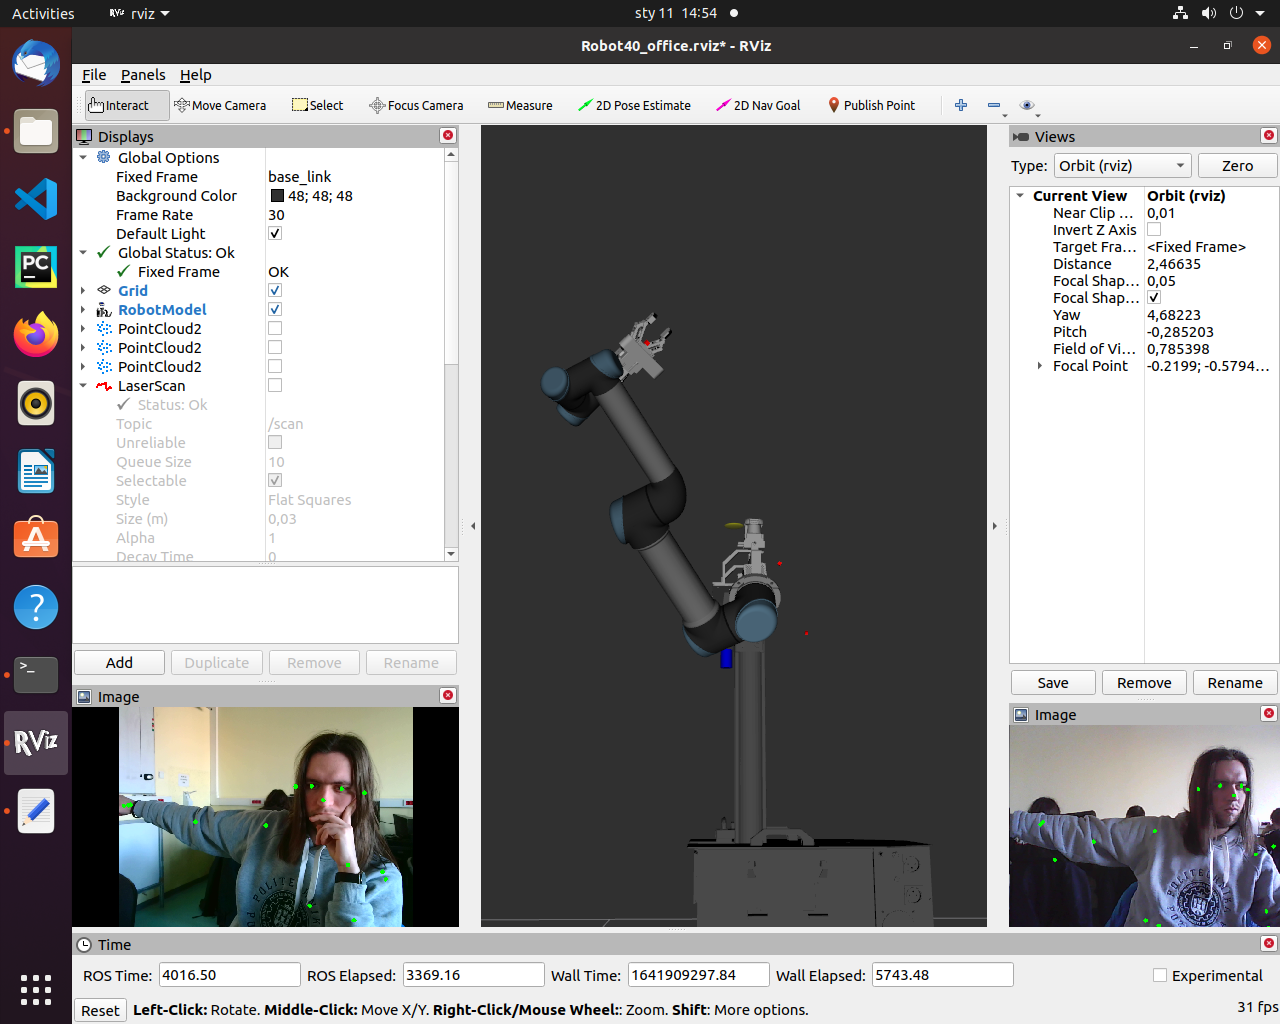 Activities
RViz
rviz
sty 11 14:54
Robot40_office.rviz* - RViz
File Panels Help
Interact Move Camera Select Focus Camera Measure 2D Pose Estimate 2D Nav Goal Publish Point
Displays
Global Options
Fixed Frame base_link
Background Color 48; 48; 48
Frame Rate 30
Default Light
Global Status: Ok
Fixed Frame OK
Grid
RobotModel
PointCloud2
PointCloud2
PointCloud2
LaserScan
Status: Ok
Topic /scan
Unreliable
Queue Size 10
Selectable
Style Flat Squares
Size (m) 0,03
Alpha 1
Decay Time 0
Add Duplicate Remove Rename
Image
Views
Type: Orbit (rviz) Zero
Current View Orbit (rviz)
Near Clip ... 0,01
Invert Z Axis
Target Fra... <Fixed Frame>
Distance 2,46635
Focal Shap... 0,05
Focal Shap...
Yaw 4,68223
Pitch -0,285203
Field of Vi... 0,785398
Focal Point -0.2199; -0.5794...
Save Remove Rename
Image
PC
RViz
POLITE
POLITECHNIKA
Time
ROS Time: 4016.50 ROS Elapsed: 3369.16 Wall Time: 1641909297.84 Wall Elapsed: 5743.48 Experimental
Reset Left-Click: Rotate. Middle-Click: Move X/Y. Right-Click/Mouse Wheel:: Zoom. Shift: More options. 31 fps